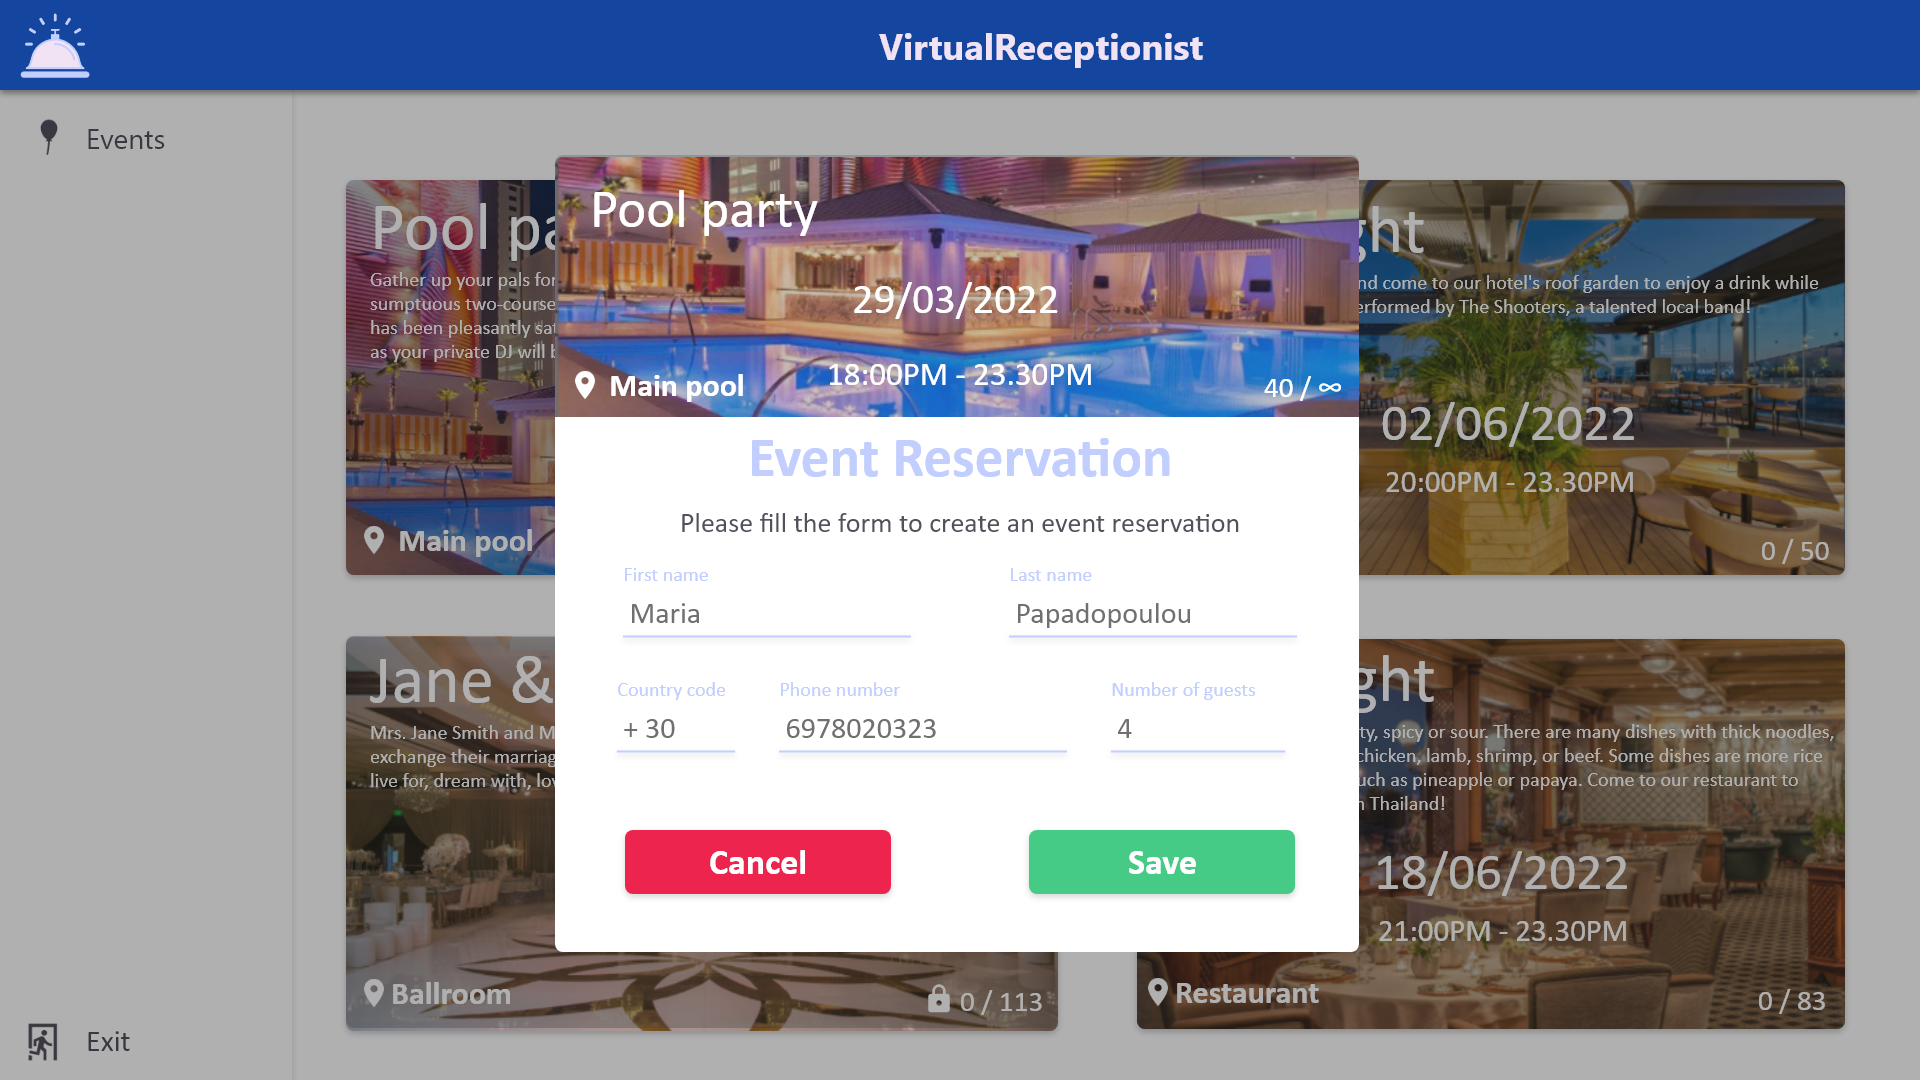 VirtualReceptionist
Events
Exit
Pool party
29/03/2022
18:00PM - 23.30PM
Main pool
40 / ∞
Event Reservation
Please fill the form to create an event reservation
First name
Last name
Maria
Papadopoulou
Country code
Phone number
Number of guests
+ 30
6978020323
4
Cancel
Save
Pool
Gather up your pals for
sumptuous two-course
has been pleasantly
as your private DJ will
Main pool
nd come to our hotel's roof garden to enjoy a drink while
erformed by The Shooters, a talented local band!
02/06/2022
20:00PM - 23.30PM
0 / 50
Jane &
Mrs. Jane Smith and
exchange their
live for, dream with,
Ballroom
0 / 113
ght
ty, spicy or sour. There are many dishes with thick noodles,
chicken, lamb, shrimp, or beef. Some dishes are more rice
uch as pineapple or papaya. Come to our restaurant to
Thailand!
18/06/2022
21:00PM - 23.30PM
Restaurant
0 / 83